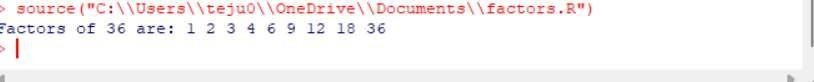 > source("C:\\Users\\teju0\\OneDrive\\Documents\\factors.R")
Factors of 36 are: 1 2 3 4 6 9 12 18 36
>